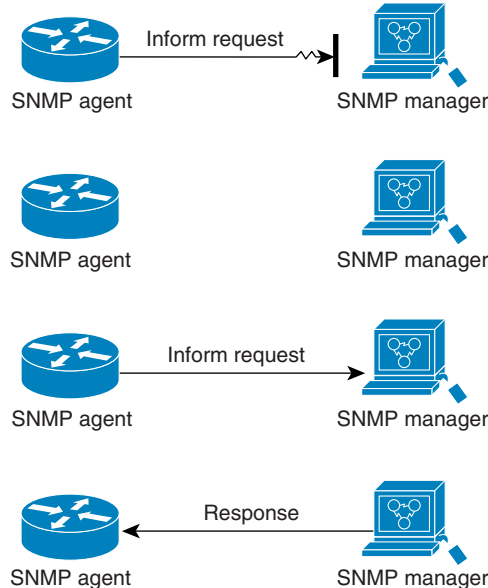 Inform request
SNMP agent SNMP manager
SNMP agent SNMP manager
Inform request
SNMP agent SNMP manager
Response
SNMP agent SNMP manager